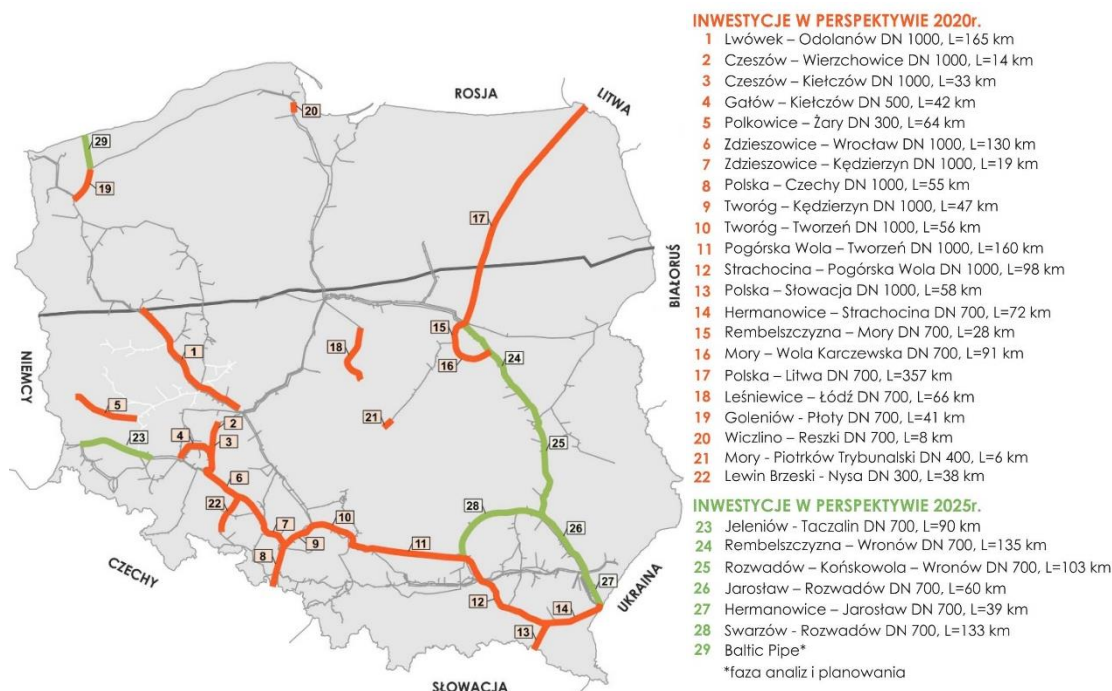 INWESTYCJE W PERSPEKTYWIE 2020r.
1 Lwówek – Odolanów DN 1000, L=165 km
2 Czeszów – Wierzchowice DN 1000, L=14 km
3 Czeszów – Kiełczów DN 1000, L=33 km
4 Gałów – Kiełczów DN 500, L=42 km
5 Polkowice – Żary DN 300, L=64 km
6 Zdzieszowice – Wrocław DN 1000, L=130 km
7 Zdzieszowice – Kędzierzyn DN 1000, L=19 km
8 Polska – Czechy DN 1000, L=55 km
9 Tworóg – Kędzierzyn DN 1000, L=47 km
10 Tworóg – Tworzeń DN 1000, L=56 km
11 Pogórska Wola – Tworzeń DN 1000, L=160 km
12 Strachocina – Pogórska Wola DN 1000, L=98 km
13 Polska – Słowacja DN 1000, L=58 km
14 Hermanowice – Strachocina DN 700, L=72 km
15 Rembelszczyzna – Mory DN 700, L=28 km
16 Mory – Wola Karczewska DN 700, L=91 km
17 Polska – Litwa DN 700, L=357 km
18 Leśniewice – Łódź DN 700, L=66 km
19 Goleniów - Płoty DN 700, L=41 km
20 Wiczlino – Reszki DN 700, L=8 km
21 Mory - Piotrków Trybunalski DN 400, L=6 km
22 Lewin Brzeski - Nysa DN 300, L=38 km
INWESTYCJE W PERSPEKTYWIE 2025r.
23 Jeleniów - Taczalin DN 700, L=90 km
24 Rembelszczyzna – Wronów DN 700, L=135 km
25 Rozwadów – Końskowola – Wronów DN 700, L=103 km
26 Jarosław – Rozwadów DN 700, L=60 km
27 Hermanowice – Jarosław DN 700, L=39 km
28 Swarzów - Rozwadów DN 700, L=133 km
29 Baltic Pipe*
*faza analiz i planowania
ROSJA
LITWA
BIAŁORUŚ
UKRAINA
SŁOWACJA
CZECHY
NIEMCY
20
29
19
17
15
24
16
18
1
21
5
2
23
4
3
25
6
22
28
10
7
26
9
11
8
27
12
14
13